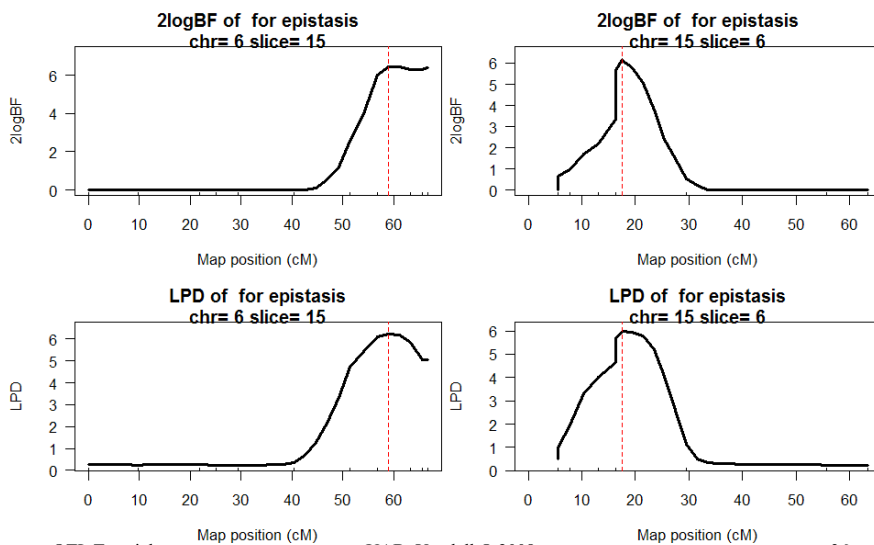 2logBF of for epistasis
chr= 6 slice= 15
2logBF
6
4
2
0
0 10 20 30 40 50 60
Map position (cM)
2logBF of for epistasis
chr= 15 slice= 6
2logBF
6
5
4
3
2
1
0
0 10 20 30 40 50 60
Map position (cM)
LPD of for epistasis
chr= 6 slice= 15
LPD
6
5
4
3
2
1
0
0 10 20 30 40 50 60
Map position (cM)
LPD of for epistasis
chr= 15 slice= 6
LPD
6
5
4
3
2
1
0
0 10 20 30 40 50 60
Map position (cM)